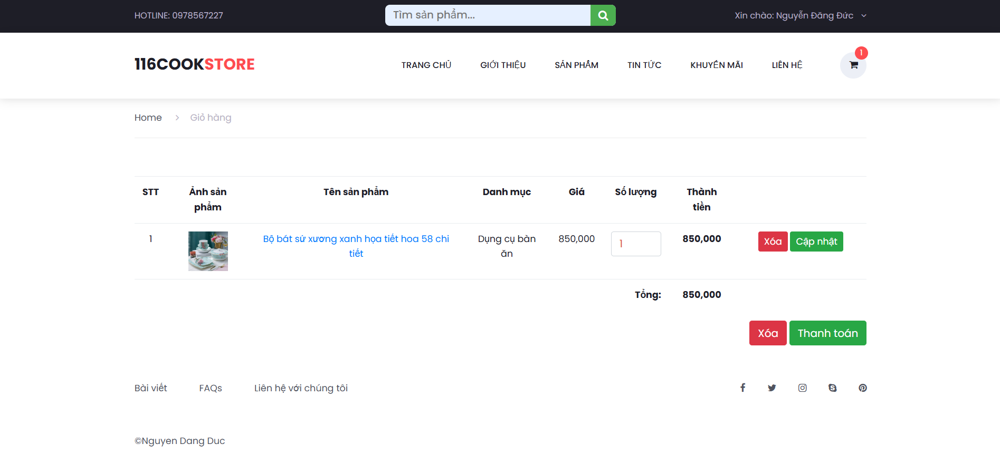 HOTLINE: 0978567227
Tìm sản phẩm...
Xin chào: Nguyễn Đăng Đức
116COOKSTORE
TRANG CHỦ
GIỚI THIỆU
SẢN PHẨM
TIN TỨC
KHUYẾN MÃI
LIÊN HỆ
1
Home
Giỏ hàng
STT
Ảnh sản
phẩm
Tên sản phẩm
Danh mục
Giá
Số lượng
Thành
tiền
1
Bộ bát sứ xương xanh họa tiết hoa 58 chi
tiết
Dụng cụ bàn
ăn
850,000
1
850,000
Xóa
Cập nhật
Tổng:
850,000
Xóa
Thanh toán
Bài viết
FAQs
Liên hệ với chúng tôi
©Nguyen Dang Duc